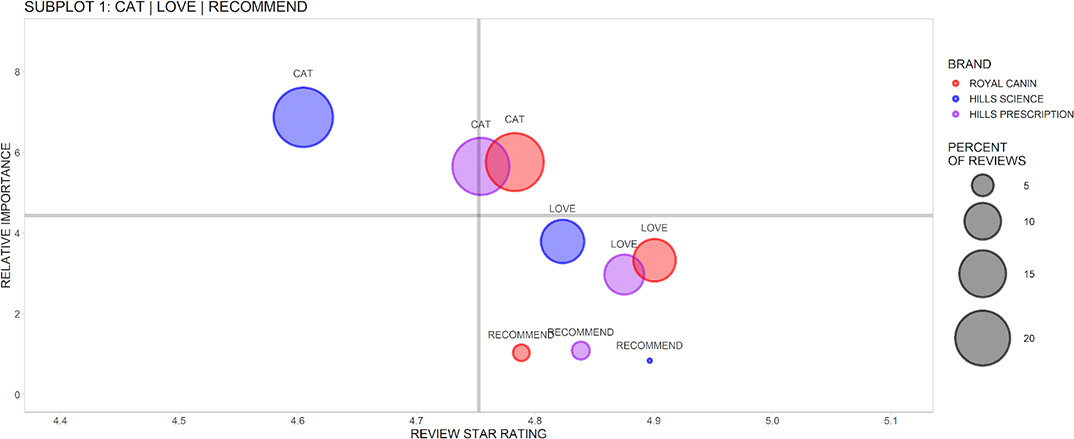 SUBPLOT 1: CAT | LOVE | RECOMMEND
8
6
4
2
0
RELATIVE IMPORTANCE
CAT
CAT
CAT
LOVE
LOVE
LOVE
RECOMMEND
RECOMMEND
RECOMMEND
4.4 4.5 4.6 4.7 4.8 4.9 5.0 5.1
REVIEW STAR RATING
BRAND
ROYAL CANIN
HILLS SCIENCE
HILLS PRESCRIPTION
PERCENT
OF REVIEWS
5
10
15
20